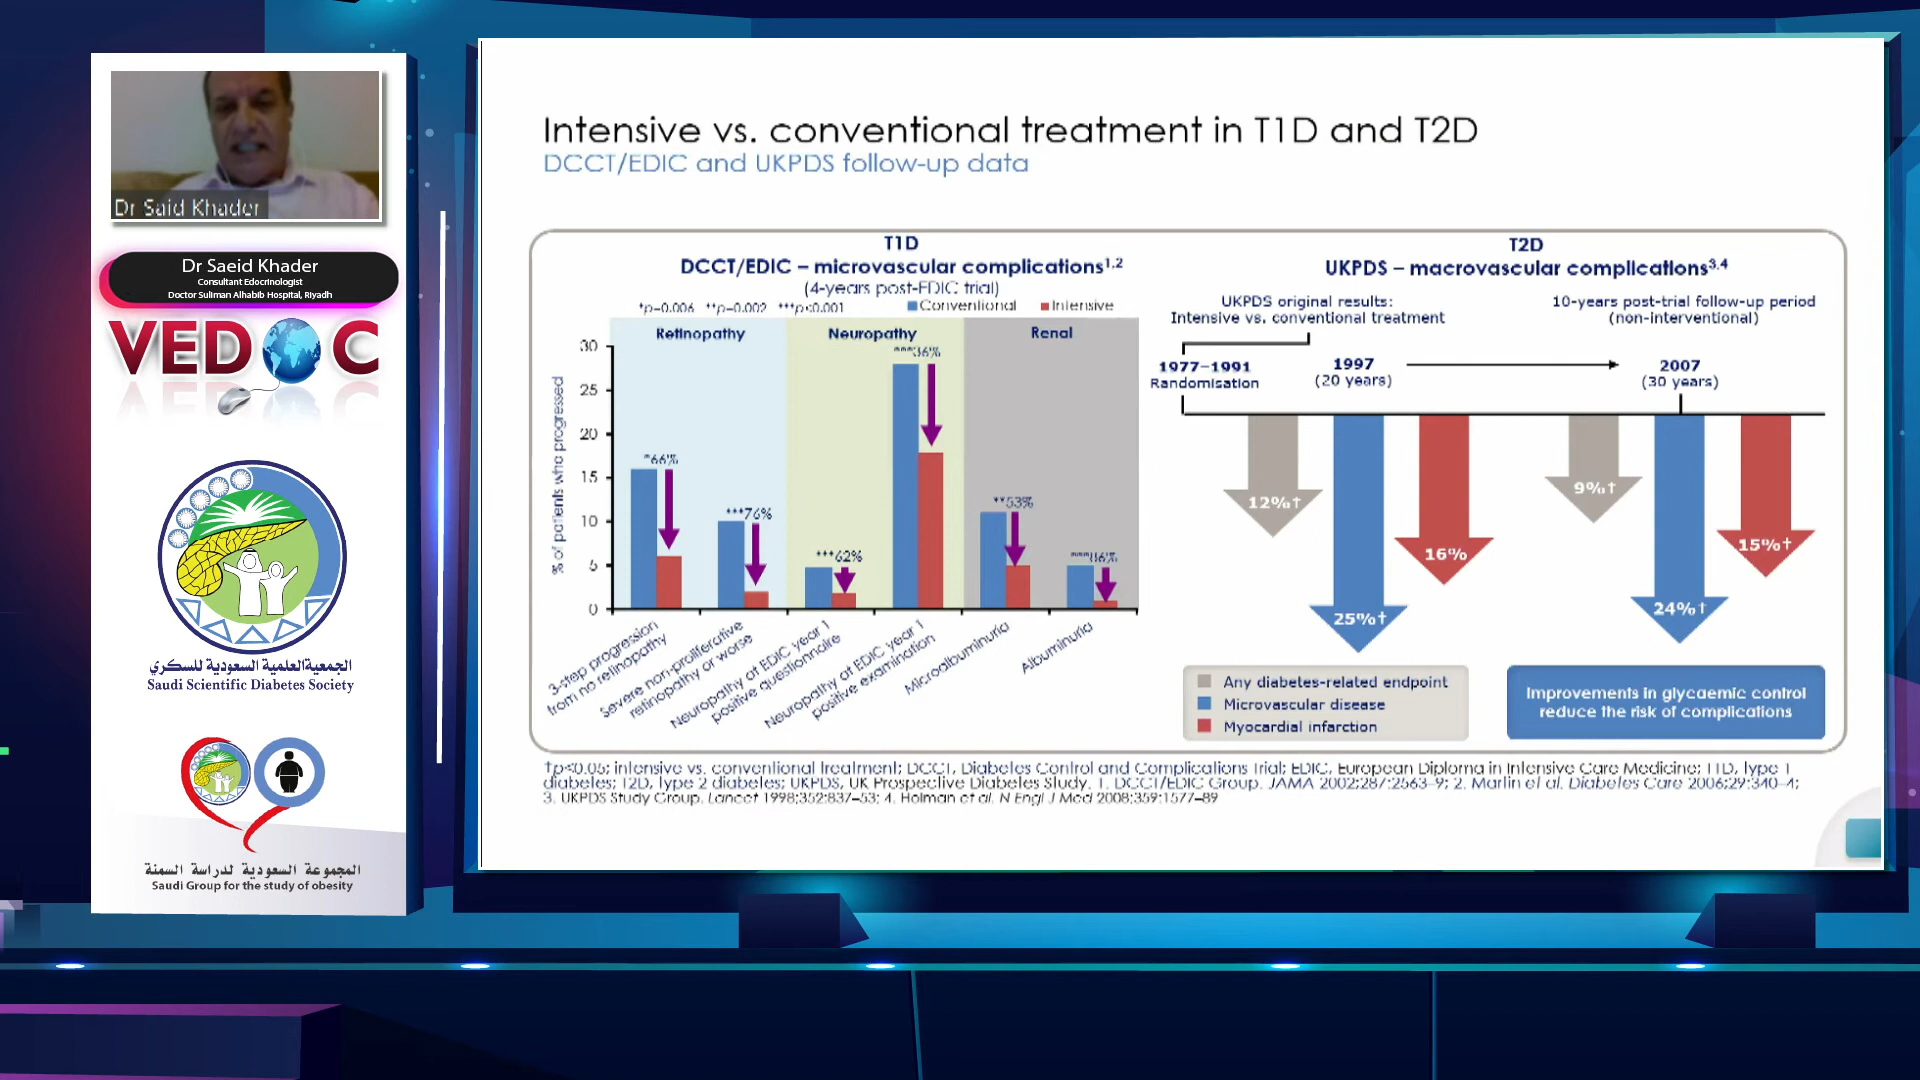 Dr Said Khader
Dr Saeid Khader
Consultant Edocrinologist
Doctor Suliman Alhabib Hospital, Riyadh
VEDOC
الجمعية العلمية السعودية للسكري
Saudi Scientific Diabetes Society
المجموعة السعودية لدراسة السمنة
Saudi Group for the study of obesity
Intensive vs. conventional treatment in T1D and T2D
DCCT/EDIC and UKPDS follow-up data
T1D
DCCT/EDIC – microvascular complications1,2
(4-years post-EDIC trial)
*p=0.006 **p=0.002 ***p<0.001
Conventional
Intensive
Retinopathy
Neuropathy
Renal
% of patients who progressed
30
25
20
15
10
5
0
*66%
***76%
***62%
***36%
**53%
3-step progression
from no retinopathy
Severe non-proliferative
retinopathy or worse
Neuropathy at EDIC year 1
positive questionnaire
Neuropathy at EDIC year 1
positive examination
Microalbuminuria
Albuminuria
T2D
UKPDS – macrovascular complications3,4
UKPDS original results:
Intensive vs. conventional treatment
10-years post-trial follow-up period
(non-interventional)
1977–1991
Randomisation
1997
(20 years)
2007
(30 years)
12%†
25%†
16%
9%†
24%†
15%†
Any diabetes-related endpoint
Microvascular disease
Myocardial infarction
Improvements in glycaemic control
reduce the risk of complications
†p<0.05; intensive vs. conventional treatment; DCCT, Diabetes Control and Complications Trial; EDIC, European Diploma in Intensive Care Medicine; T1D, type 1
diabetes; T2D, type 2 diabetes; UKPDS, UK Prospective Diabetes Study. 1. DCCT/EDIC Group. JAMA 2002;287:2563–9; 2. Martin et al. Diabetes Care 2006;29:340–4;
3. UKPDS Study Group. Lancet 1998;352:837–53; 4. Holman et al. N Engl J Med 2008;359:1577–89